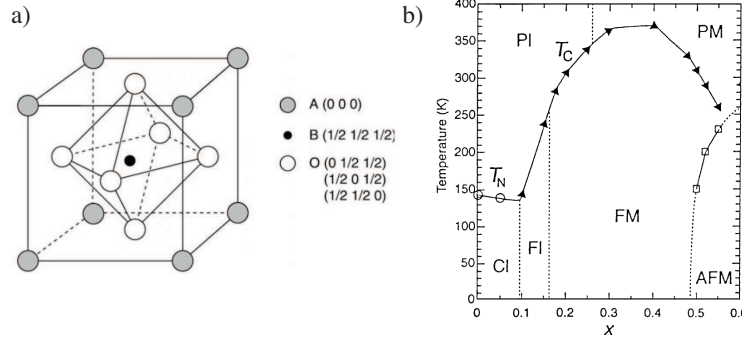 a)
A (0 0 0)
B (1/2 1/2 1/2)
O (0 1/2 1/2)
(1/2 0 1/2)
(1/2 1/2 0)
b)
Temperature (K)
400
350
300
250
200
150
100
50
0
PI
T_C
PM
T_N
CI
FI
FM
AFM
0 0.1 0.2 0.3 0.4 0.5 0.6
x